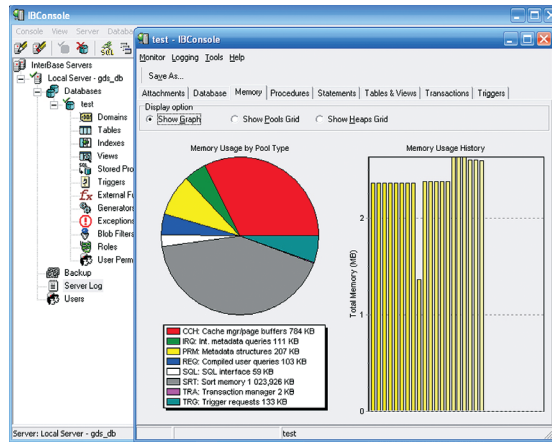 IBConsole
Console View Server Databa
InterBase Servers
Local Server - gds_db
Databases
test
Domains
Tables
Indexes
Views
Stored Pro
Triggers
External Fu
Generators
Exceptions
Blob Filters
Roles
User Perm
Backup
Server Log
Users
Server: Local Server - gds_db
test - IBConsole
Monitor Logging Tools Help
Save As...
Attachments Database Memory Procedures Statements Tables & Views Transactions Triggers
Display option
Show Graph Show Pools Grid Show Heaps Grid
Memory Usage by Pool Type
CCH: Cache mgr/page buffers 784 KB
IRQ: Int. metadata queries 111 KB
PRM: Metadata structures 207 KB
REQ: Compiled user queries 103 KB
SQL: SQL interface 59 KB
SRT: Sort memory 1 023,926 KB
TRA: Transaction manager 2 KB
TRG: Trigger requests 133 KB
Memory Usage History
Total Memory (MB)
2
1
0
test